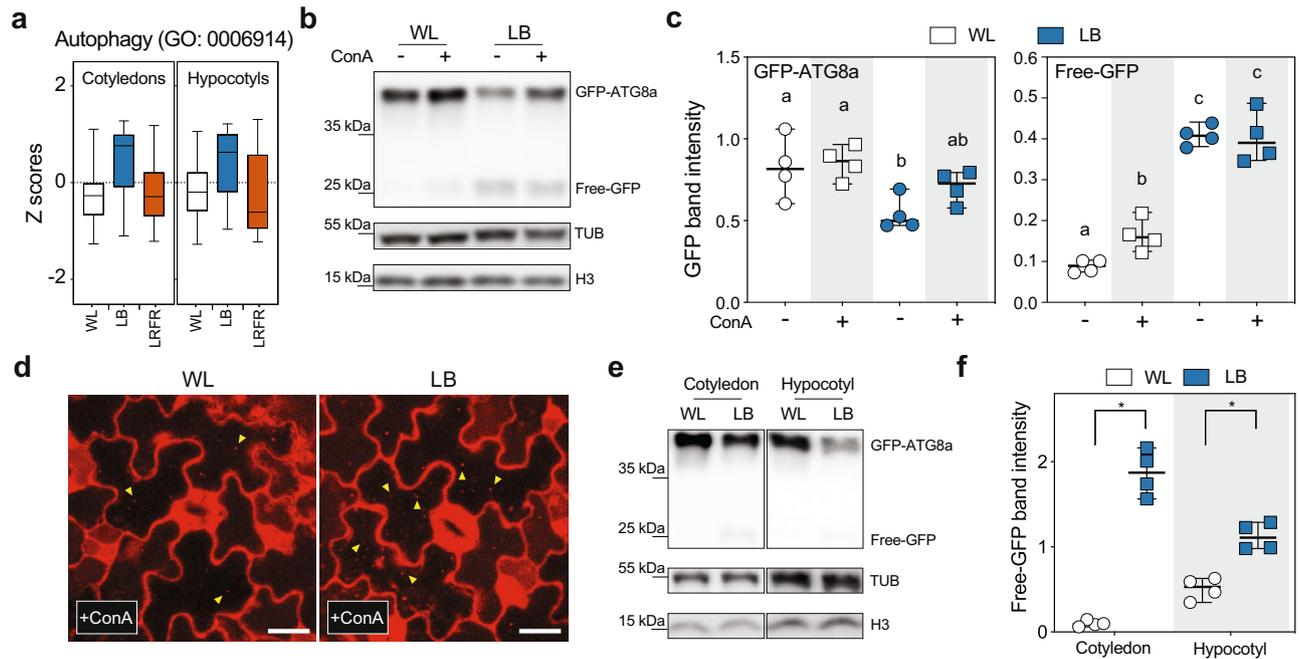 a
Autophagy (GO: 0006914)
Cotyledons
Hypocotyls
Z scores
2
0
-2
WL
LB
LRFR
WL
LB
LRFR
b
WL
LB
ConA
- + - +
GFP-ATG8a
35 kDa
25 kDa
Free-GFP
55 kDa
TUB
15 kDa
H3
c
WL
LB
GFP band intensity
1.5
1.0
0.5
0.0
GFP-ATG8a
a
a
b
ab
ConA
- + - +
0.6
0.5
0.4
0.3
0.2
0.1
0.0
Free-GFP
a
b
c
c
- + - +
d
WL
LB
+ConA
+ConA
e
Cotyledon
Hypocotyl
WL LB WL LB
GFP-ATG8a
35 kDa
25 kDa
Free-GFP
55 kDa
TUB
15 kDa
H3
f
WL
LB
Free-GFP band intensity
2
1
0
*
*
Cotyledon
Hypocotyl